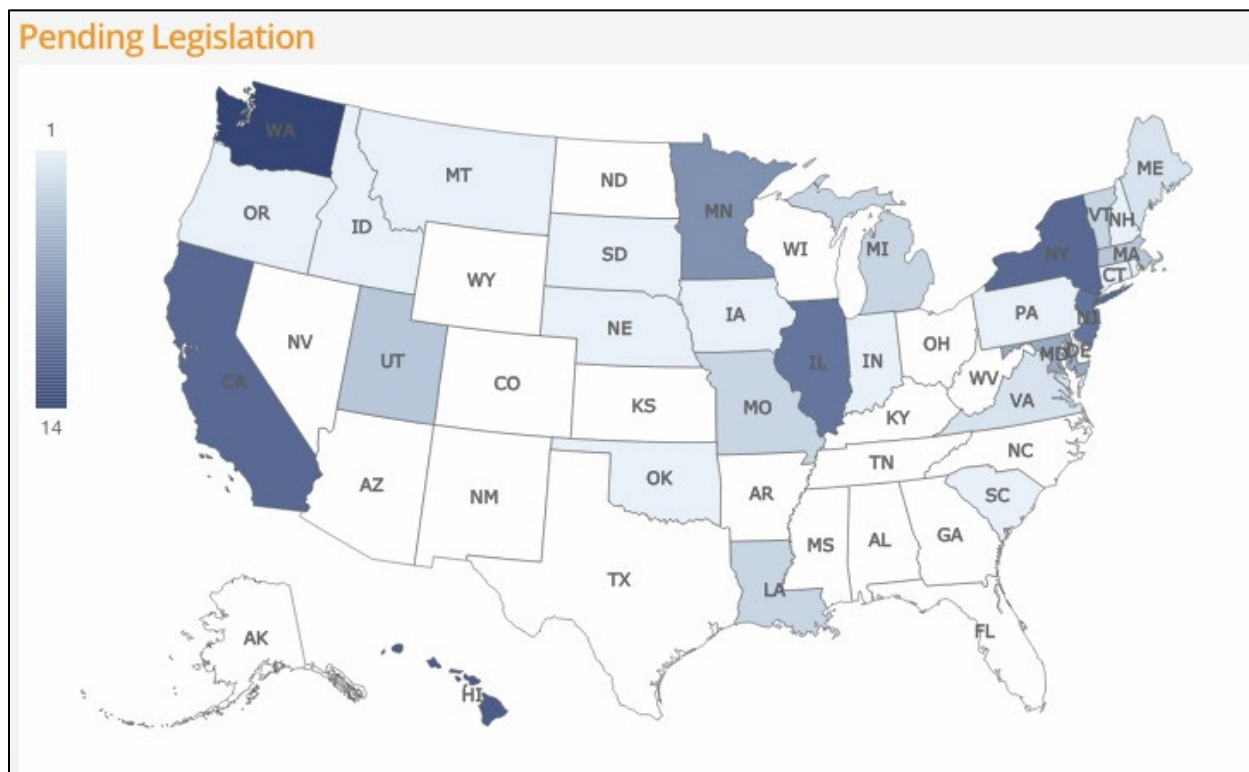 Pending Legislation
1
14
WA
MT
ND
MN
ME
OR
ID
SD
WI
MI
VT
NH
NY
MA
CT
WY
NE
IA
PA
NJ
NV
UT
CO
IL
IN
OH
MD
DE
CA
KS
MO
KY
WV
VA
AZ
NM
OK
AR
TN
NC
SC
TX
LA
MS
AL
GA
AK
HI
FL